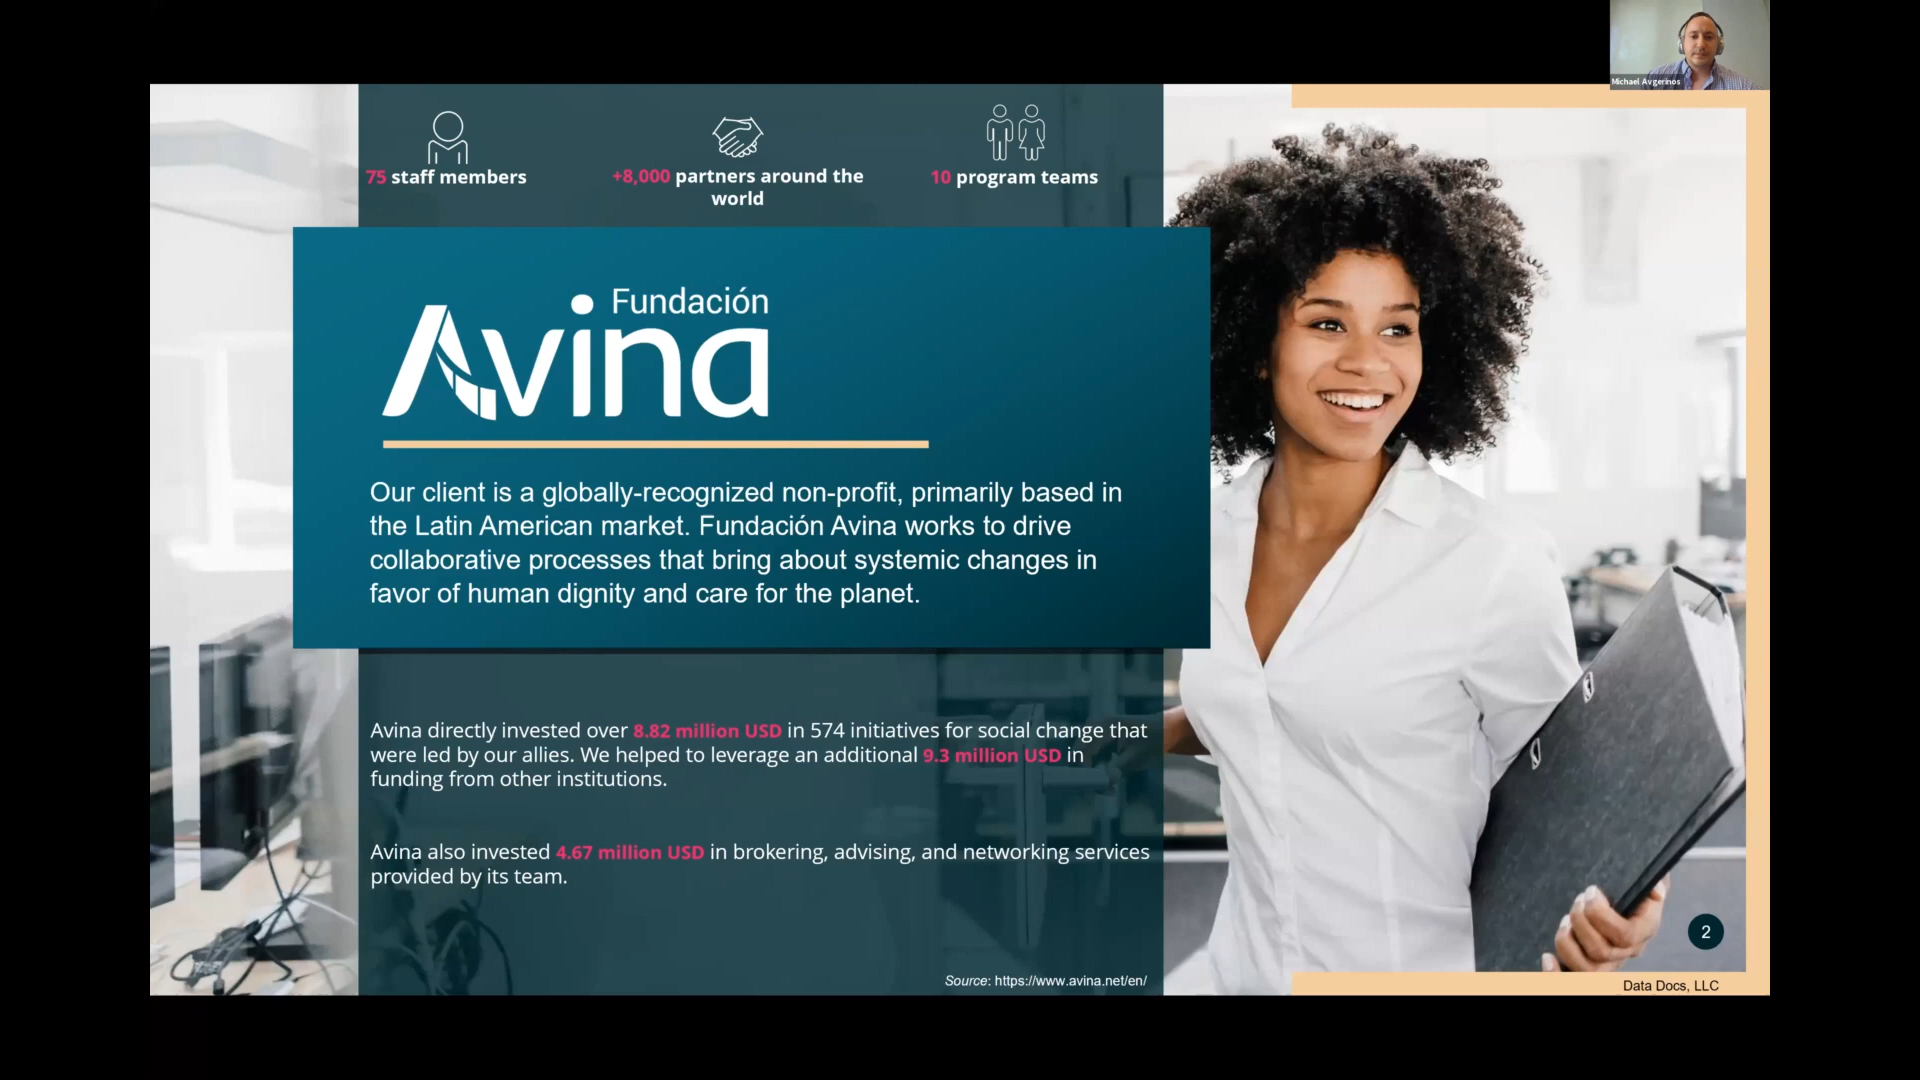 Michael Avgerinos
75 staff members
+8,000 partners around the
world
10 program teams
Fundación
Avina
Our client is a globally-recognized non-profit, primarily based in
the Latin American market. Fundación Avina works to drive
collaborative processes that bring about systemic changes in
favor of human dignity and care for the planet.
Avina directly invested over 8.82 million USD in 574 initiatives for social change that
were led by our allies. We helped to leverage an additional 9.3 million USD in
funding from other institutions.
Avina also invested 4.67 million USD in brokering, advising, and networking services
provided by its team.
Source: https://www.avina.net/en/
2
Data Docs, LLC